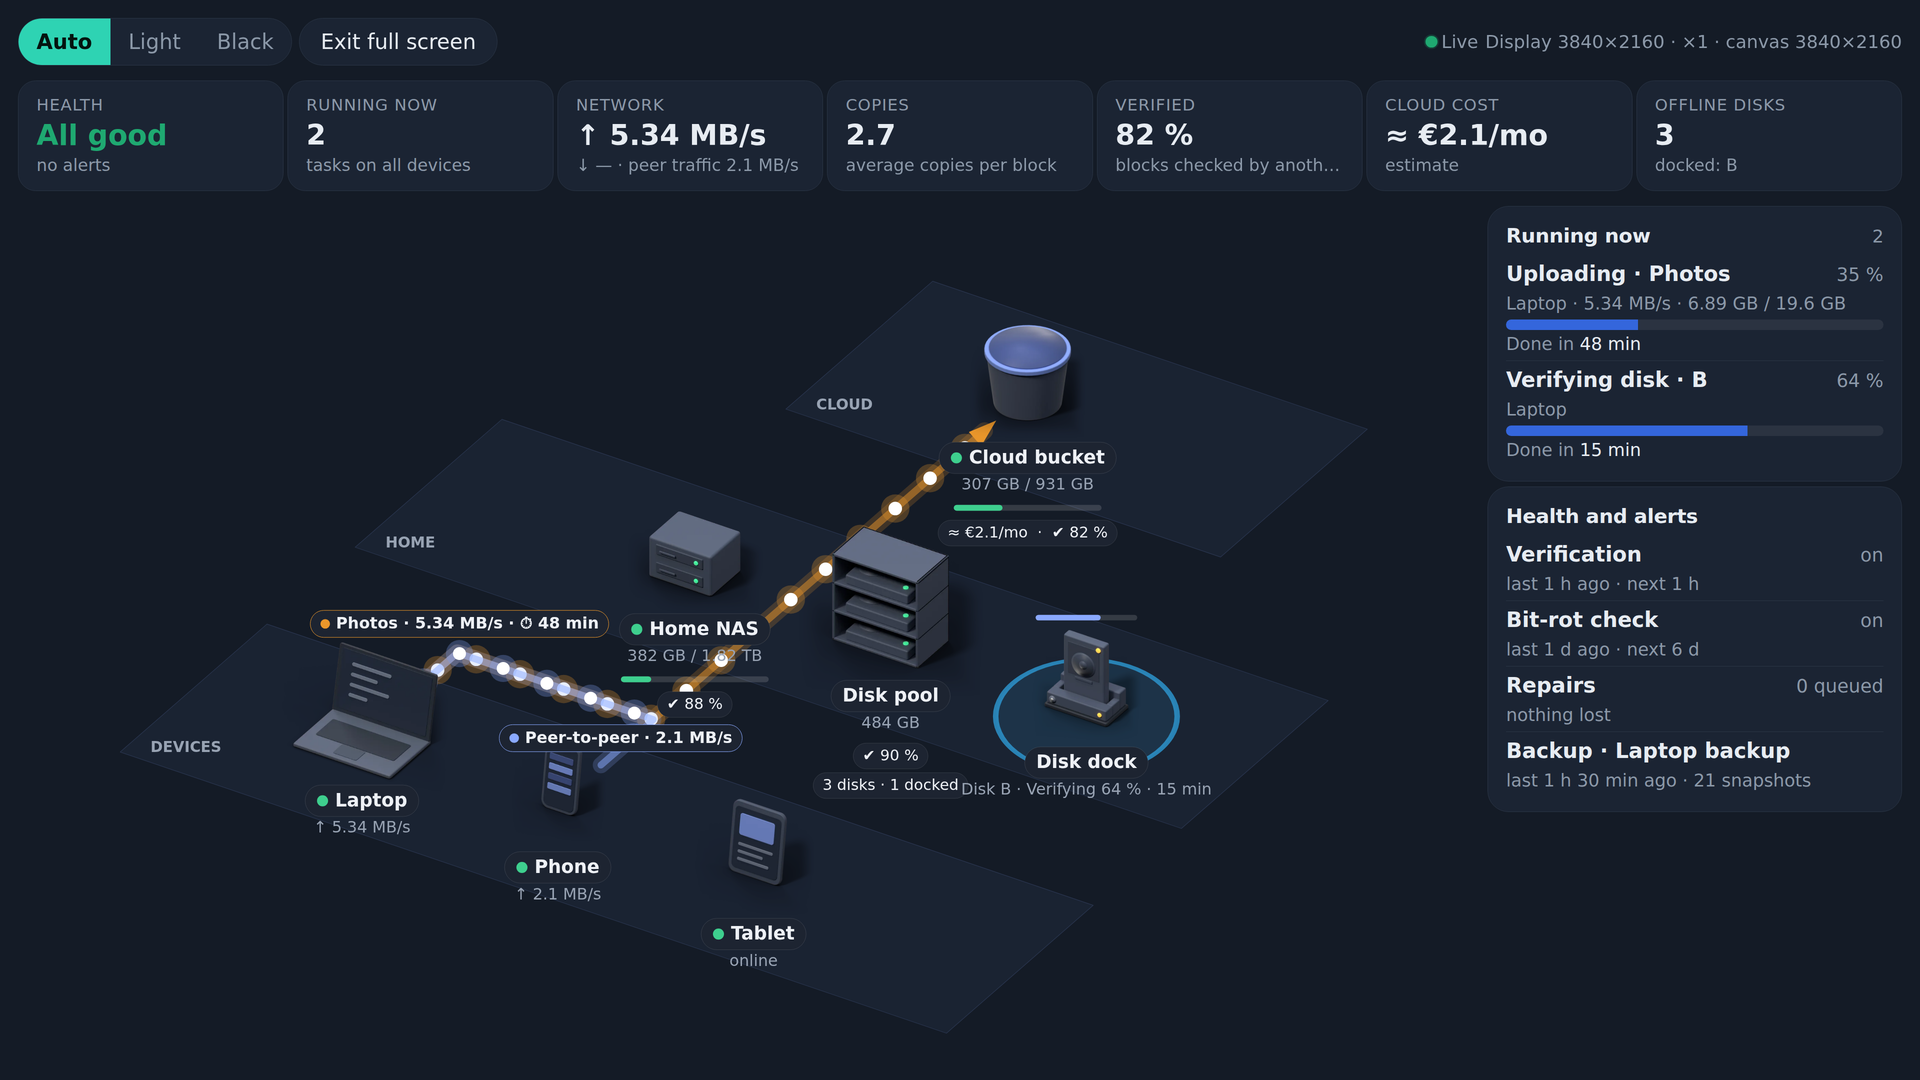 Auto
Light
Black
Exit full screen
Live Display 3840×2160 · ×1 · canvas 3840×2160
HEALTH
All good
no alerts
RUNNING NOW
2
tasks on all devices
NETWORK
↑ 5.34 MB/s
↓ — · peer traffic 2.1 MB/s
COPIES
2.7
average copies per block
VERIFIED
82 %
blocks checked by anoth…
CLOUD COST
≈ €2.1/mo
estimate
OFFLINE DISKS
3
docked: B
CLOUD
Cloud bucket
307 GB / 931 GB
≈ €2.1/mo · ✔ 82 %
HOME
Home NAS
382 GB / 1.82 TB
✔ 88 %
Disk pool
484 GB
✔ 90 %
3 disks · 1 docked
Disk dock
Disk B · Verifying 64 % · 15 min
Photos · 5.34 MB/s · ⏱ 48 min
Peer-to-peer · 2.1 MB/s
DEVICES
Laptop
↑ 5.34 MB/s
Phone
↑ 2.1 MB/s
Tablet
online
Running now 2
Uploading · Photos 35 %
Laptop · 5.34 MB/s · 6.89 GB / 19.6 GB
Done in 48 min
Verifying disk · B 64 %
Laptop
Done in 15 min
Health and alerts
Verification on
last 1 h ago · next 1 h
Bit-rot check on
last 1 d ago · next 6 d
Repairs 0 queued
nothing lost
Backup · Laptop backup
last 1 h 30 min ago · 21 snapshots